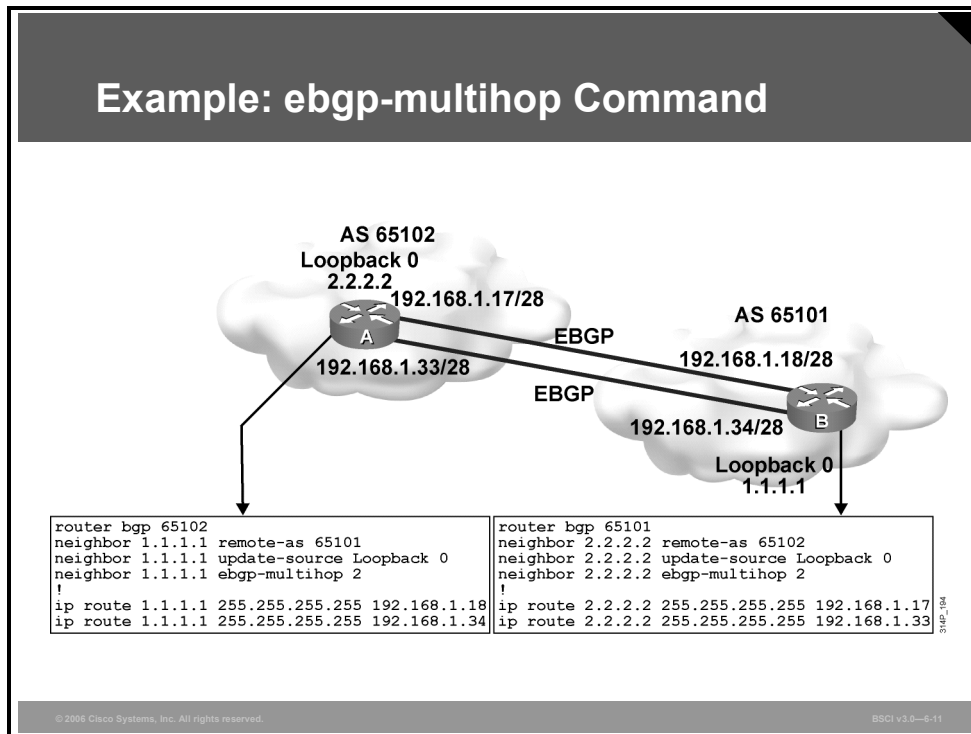 Example: ebgp-multihop Command
AS 65102
Loopback 0
2.2.2.2
192.168.1.17/28
AS 65101
EBGP
192.168.1.18/28
A
192.168.1.33/28
EBGP
192.168.1.34/28
B
Loopback 0
1.1.1.1
router bgp 65102
neighbor 1.1.1.1 remote-as 65101
neighbor 1.1.1.1 update-source Loopback 0
neighbor 1.1.1.1 ebgp-multihop 2
!
ip route 1.1.1.1 255.255.255.255 192.168.1.18
ip route 1.1.1.1 255.255.255.255 192.168.1.34
router bgp 65101
neighbor 2.2.2.2 remote-as 65102
neighbor 2.2.2.2 update-source Loopback 0
neighbor 2.2.2.2 ebgp-multihop 2
!
ip route 2.2.2.2 255.255.255.255 192.168.1.17
ip route 2.2.2.2 255.255.255.255 192.168.1.33
314P_194
© 2006 Cisco Systems, Inc. All rights reserved.
BSCI v3.0—6-11